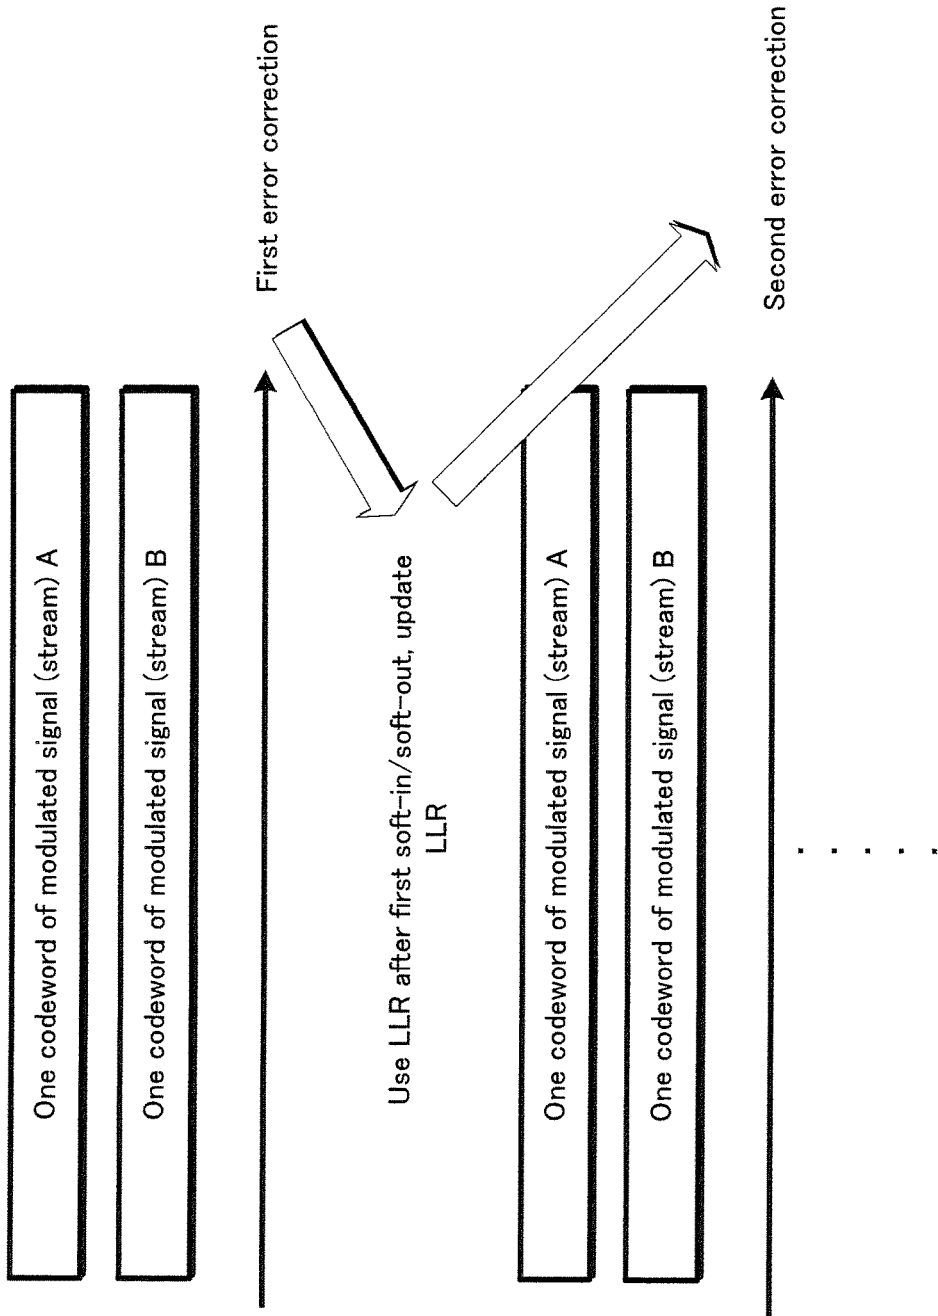 One codeword of modulated signal (stream) A
One codeword of modulated signal (stream) B
First error correction
Use LLR after first soft-in/soft-out, update
LLR
One codeword of modulated signal (stream) A
One codeword of modulated signal (stream) B
Second error correction
. . . . .